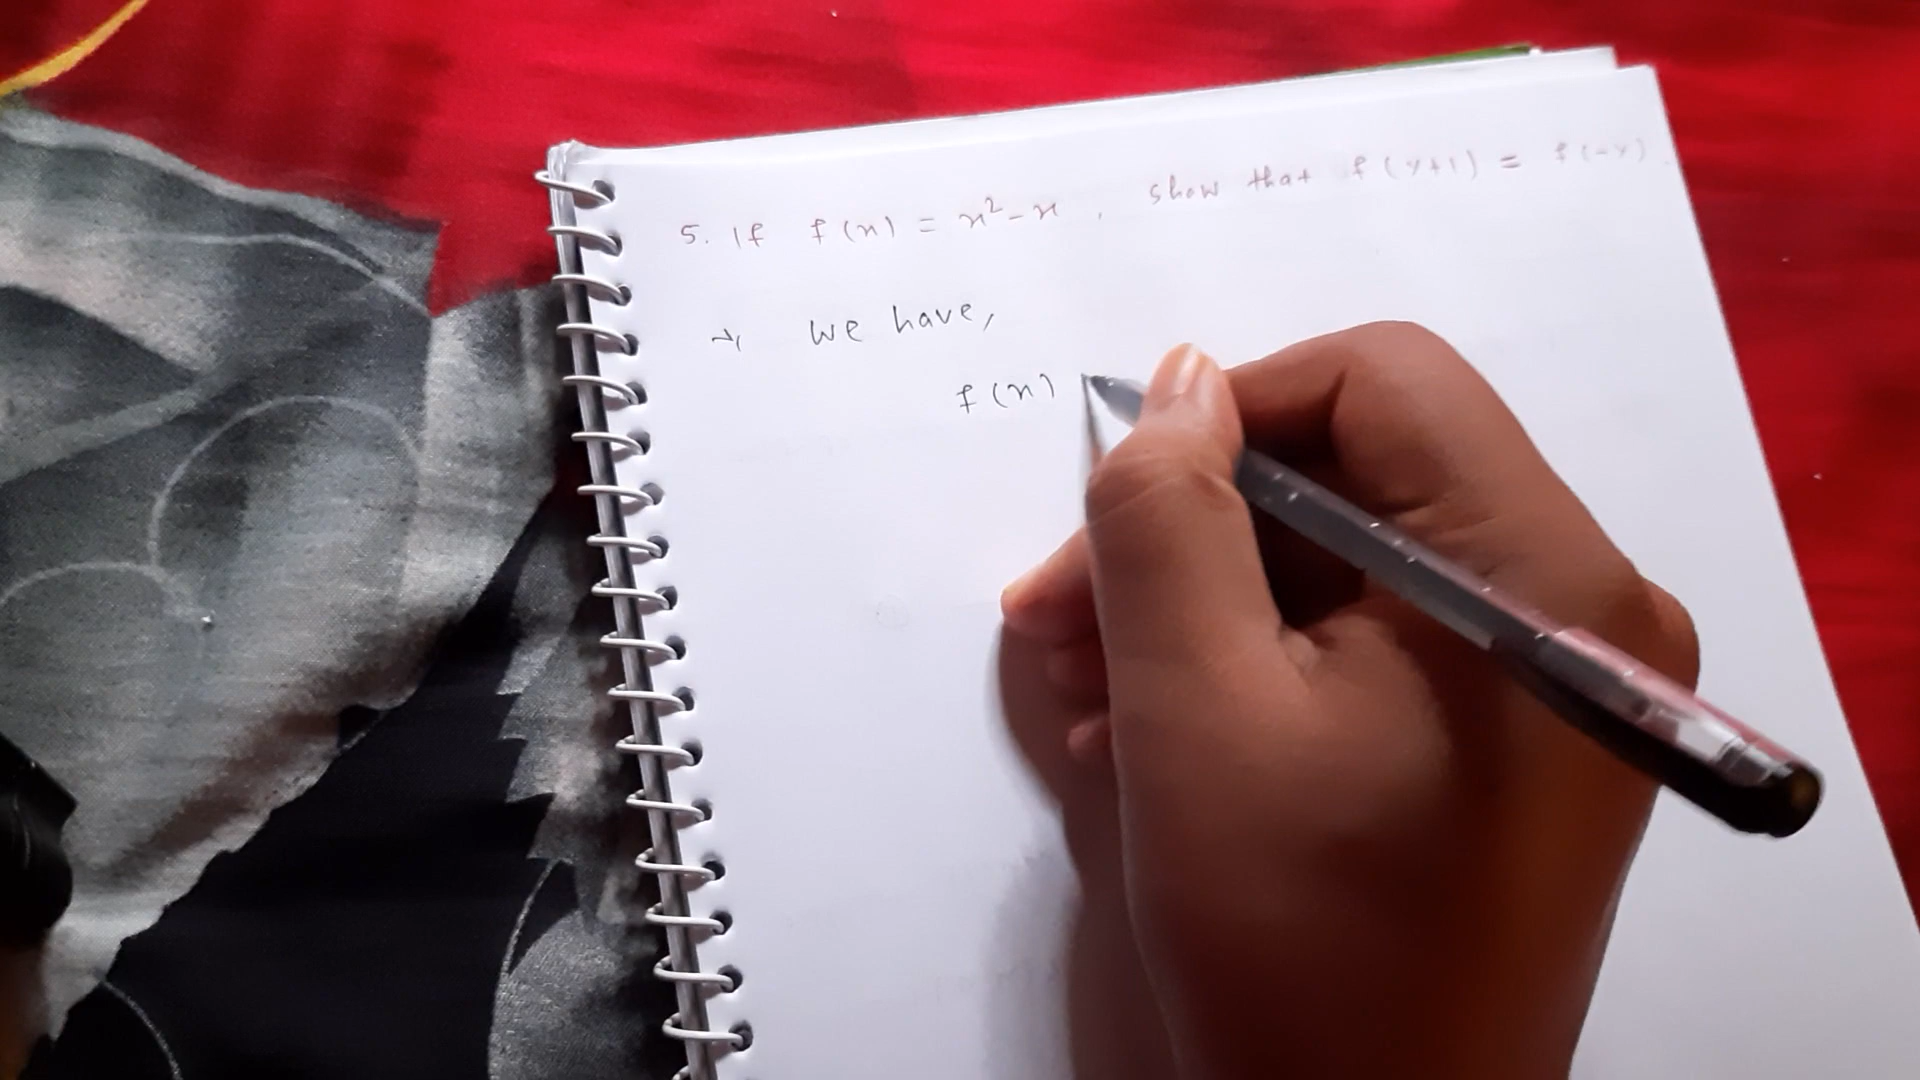 5. If f(x) = x² - x, show that f(y+1) = f(-y).
→ we have,
f(x)